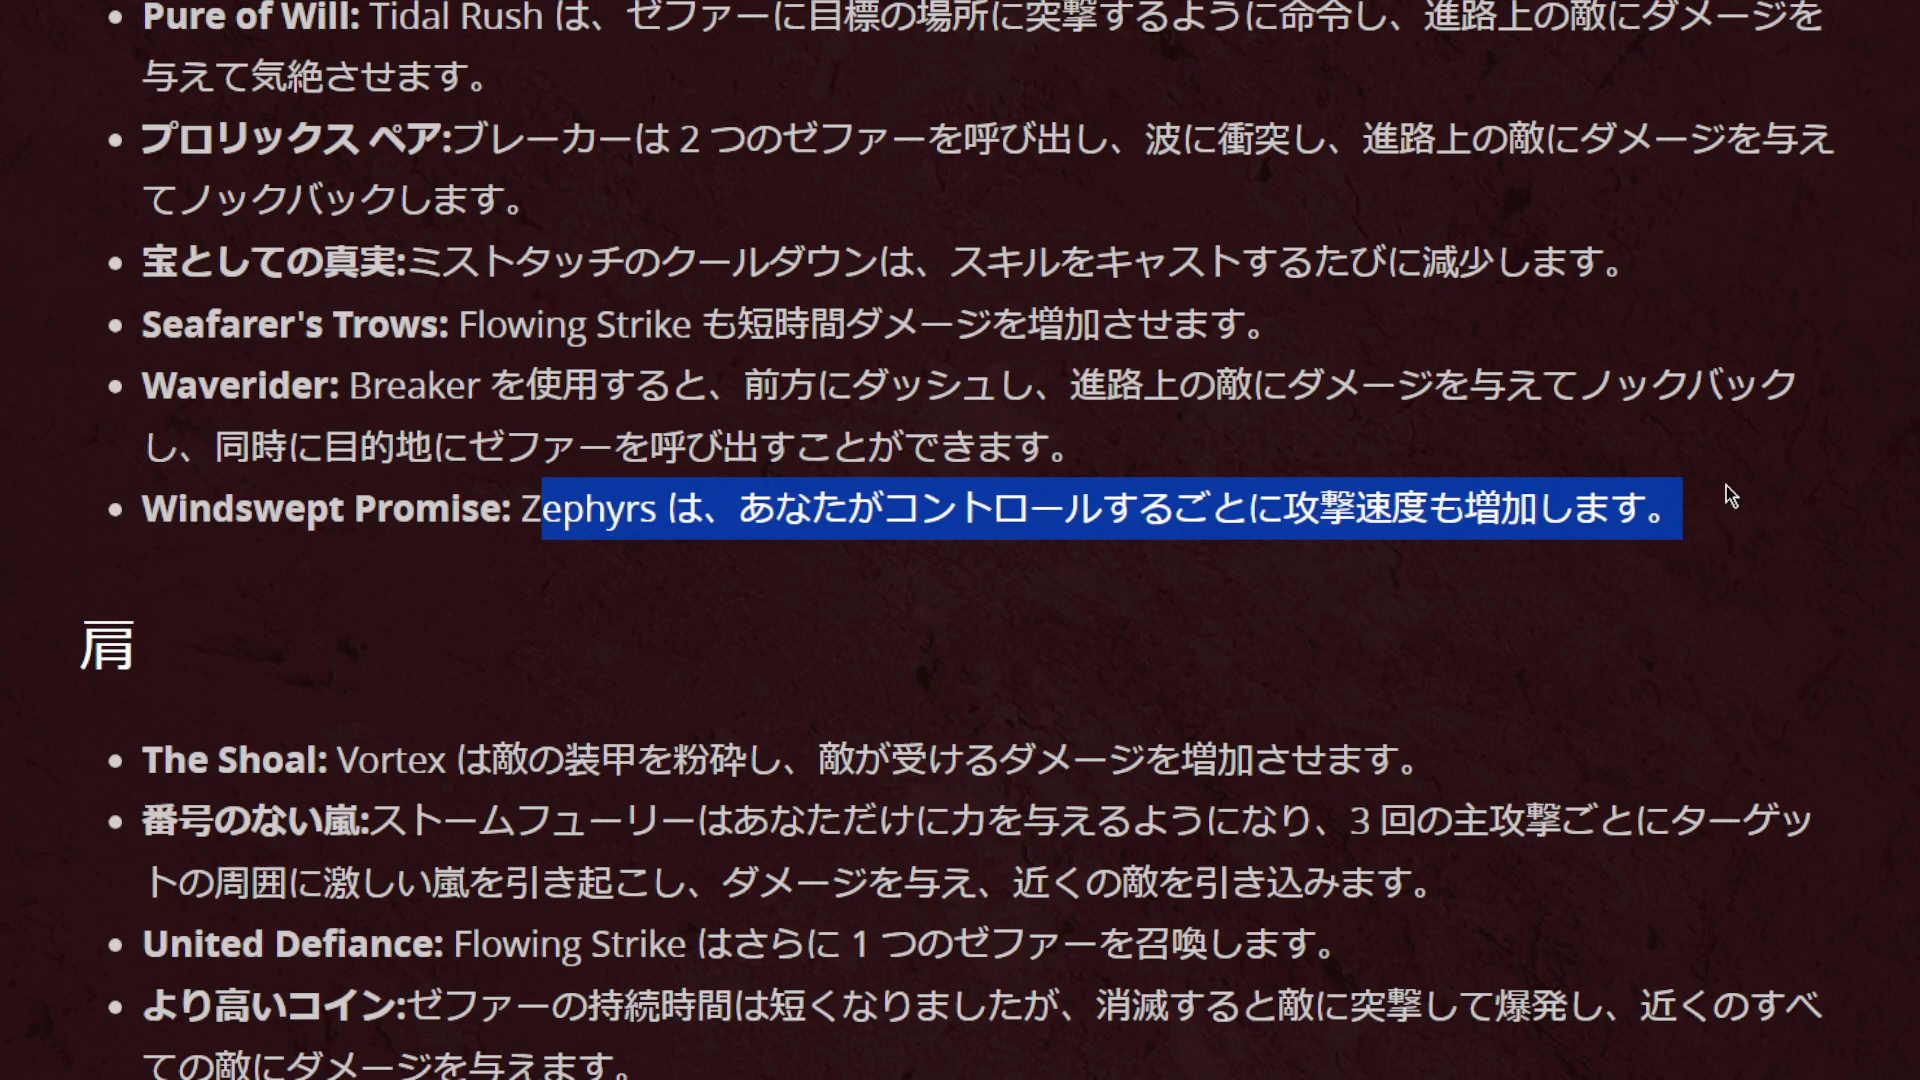 Pure of Will: Tidal Rush は、ゼファーに目標の場所に突撃するように命令し、進路上の敵にダメージを
与えて気絶させます。
プロリックス ペア:ブレーカーは 2 つのゼファーを呼び出し、波に衝突し、進路上の敵にダメージを与え
てノックバックします。
宝としての真実:ミストタッチのクールダウンは、スキルをキャストするたびに減少します。
Seafarer's Trows: Flowing Strike も短時間ダメージを増加させます。
Waverider: Breaker を使用すると、前方にダッシュし、進路上の敵にダメージを与えてノックバック
し、同時に目的地にゼファーを呼び出すことができます。
Windswept Promise: Zephyrs は、あなたがコントロールするごとに攻撃速度も増加します。
肩
The Shoal: Vortex は敵の装甲を粉砕し、敵が受けるダメージを増加させます。
番号のない嵐:ストームフューリーはあなただけに力を与えるようになり、3 回の主攻撃ごとにターゲッ
トの周囲に激しい嵐を引き起こし、ダメージを与え、近くの敵を引き込みます。
United Defiance: Flowing Strike はさらに 1 つのゼファーを召喚します。
より高いコイン:ゼファーの持続時間は短くなりましたが、消滅すると敵に突撃して爆発し、近くのすべ
ての敵にダメージを与えます。